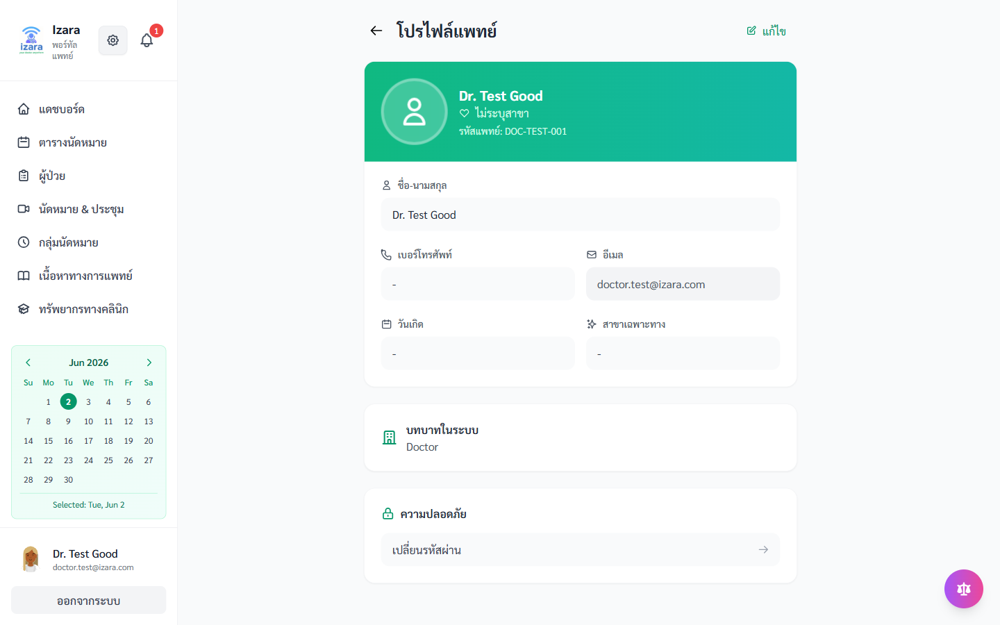 izara
Izara
พอร์ทัล
แพทย์
1
แดชบอร์ด
ตารางนัดหมาย
ผู้ป่วย
นัดหมาย & ประชุม
กลุ่มนัดหมาย
เนื้อหาทางการแพทย์
ทรัพยากรทางคลินิก
Jun 2026
Su Mo Tu We Th Fr Sa
1 2 3 4 5 6
7 8 9 10 11 12 13
14 15 16 17 18 19 20
21 22 23 24 25 26 27
28 29 30
Selected: Tue, Jun 2
Dr. Test Good
doctor.test@izara.com
ออกจากระบบ
โปรไฟล์แพทย์
แก้ไข
Dr. Test Good
ไม่ระบุสาขา
รหัสแพทย์: DOC-TEST-001
ชื่อ-นามสกุล
Dr. Test Good
เบอร์โทรศัพท์
-
อีเมล
doctor.test@izara.com
วันเกิด
-
สาขาเฉพาะทาง
-
บทบาทในระบบ
Doctor
ความปลอดภัย
เปลี่ยนรหัสผ่าน